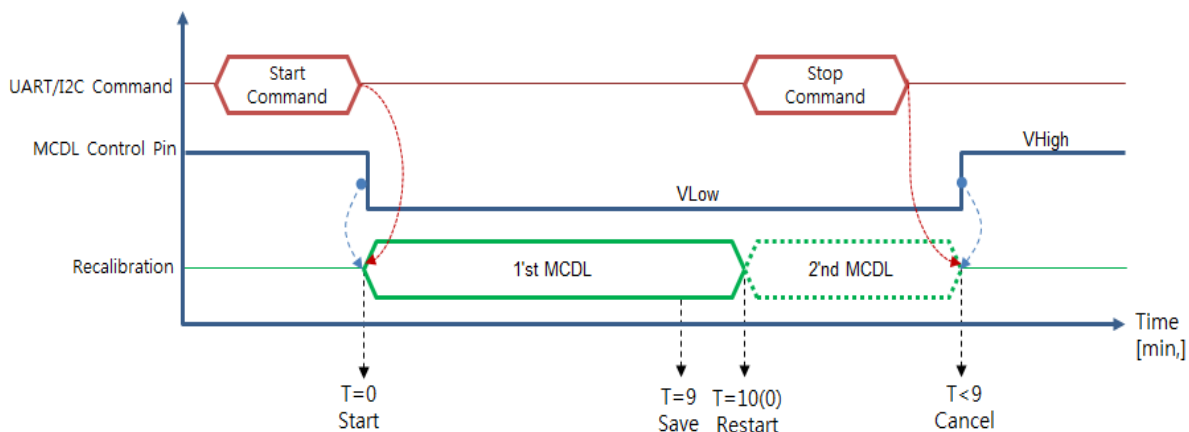 UART/I2C Command
Start
Command
Stop
Command
MCDL Control Pin
VHigh
VLow
Recalibration
1'st MCDL
2'nd MCDL
Time
[min,]
T=0
Start
T=9
Save
T=10(0)
Restart
T<9
Cancel